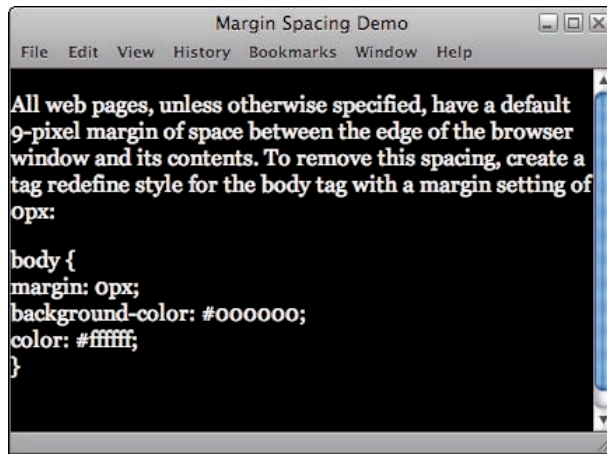 Margin Spacing Demo
File Edit View History Bookmarks Window Help
All web pages, unless otherwise specified, have a default
9-pixel margin of space between the edge of the browser
window and its contents. To remove this spacing, create a
tag redefine style for the body tag with a margin setting of
0px:
body {
margin: 0px;
background-color: #000000;
color: #ffffff;
}